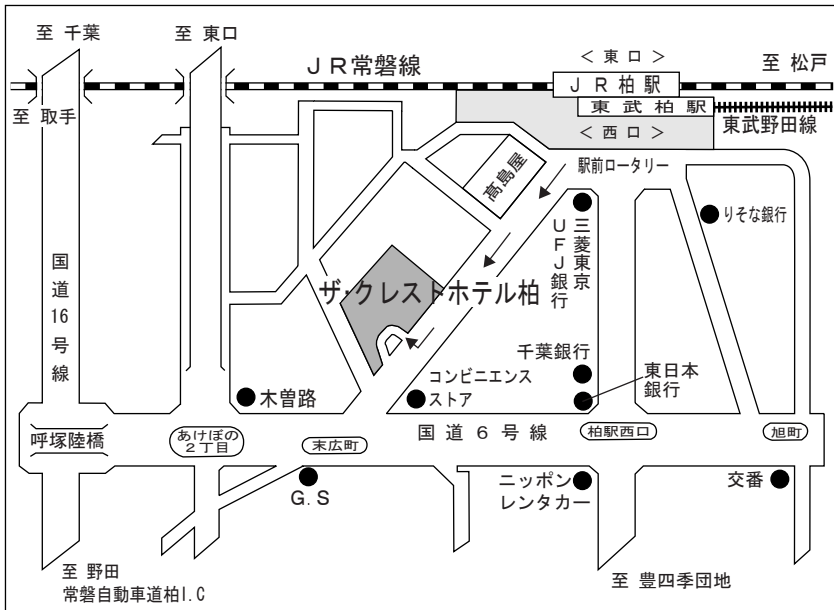 至 千葉
至 東口
JR常磐線
＜ 東 口 ＞
JR柏駅
至 松戸
至 取手
東武柏駅
＜ 西 口 ＞
東武野田線
駅前ロータリー
髙島屋
りそな銀行
三菱東京
UFJ銀行
国道16号線
ザ・クレストホテル柏
千葉銀行
東日本
銀行
コンビニエンス
ストア
木曽路
呼塚陸橋
あけぼの
2丁目
末広町
国 道 6 号 線
柏駅西口
旭町
G.S
ニッポン
レンタカー
交番
至 野田
常磐自動車道柏I.C
至 豊四季団地